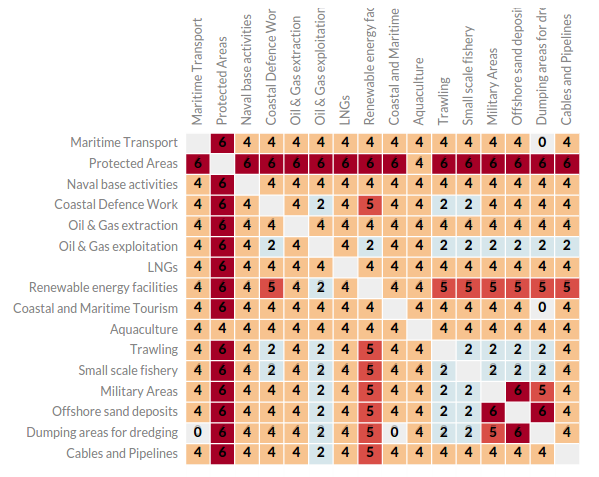 Maritime Transport
Protected Areas
Naval base activities
Coastal Defence Wor
Oil & Gas extraction
Oil & Gas exploitation
LNGs
Renewable energy fac
Coastal and Maritime
Aquaculture
Trawling
Small scale fishery
Military Areas
Offshore sand deposi
Dumping areas for dre
Cables and Pipelines
Maritime Transport 6 4 4 4 4 4 4 4 4 4 4 4 4 0 4
Protected Areas 6 6 6 6 6 6 6 6 4 6 6 6 6 6 6
Naval base activities 4 6 4 4 4 4 4 4 4 4 4 4 4 4 4
Coastal Defence Work 4 6 4 4 2 4 5 4 4 2 2 4 4 4 4
Oil & Gas extraction 4 6 4 4 4 4 4 4 4 4 4 4 4 4 4
Oil & Gas exploitation 4 6 4 2 4 4 2 4 4 2 2 2 2 2 2
LNGs 4 6 4 4 4 4 4 4 4 4 4 4 4 4 4
Renewable energy facilities 4 6 4 5 4 2 4 4 4 5 5 5 5 5 5
Coastal and Maritime Tourism 4 6 4 4 4 4 4 4 4 4 4 4 4 0 4
Aquaculture 4 4 4 4 4 4 4 4 4 4 4 4 4 4 4
Trawling 4 6 4 2 4 2 4 5 4 4 2 2 2 2 4
Small scale fishery 4 6 4 2 4 2 4 5 4 4 2 2 2 2 4
Military Areas 4 6 4 4 4 2 4 5 4 4 2 2 6 5 4
Offshore sand deposits 4 6 4 4 4 2 4 5 4 4 2 2 6 6 4
Dumping areas for dredging 0 6 4 4 4 2 4 5 0 4 2 2 5 6 4
Cables and Pipelines 4 6 4 4 4 2 4 5 4 4 4 4 4 4 4